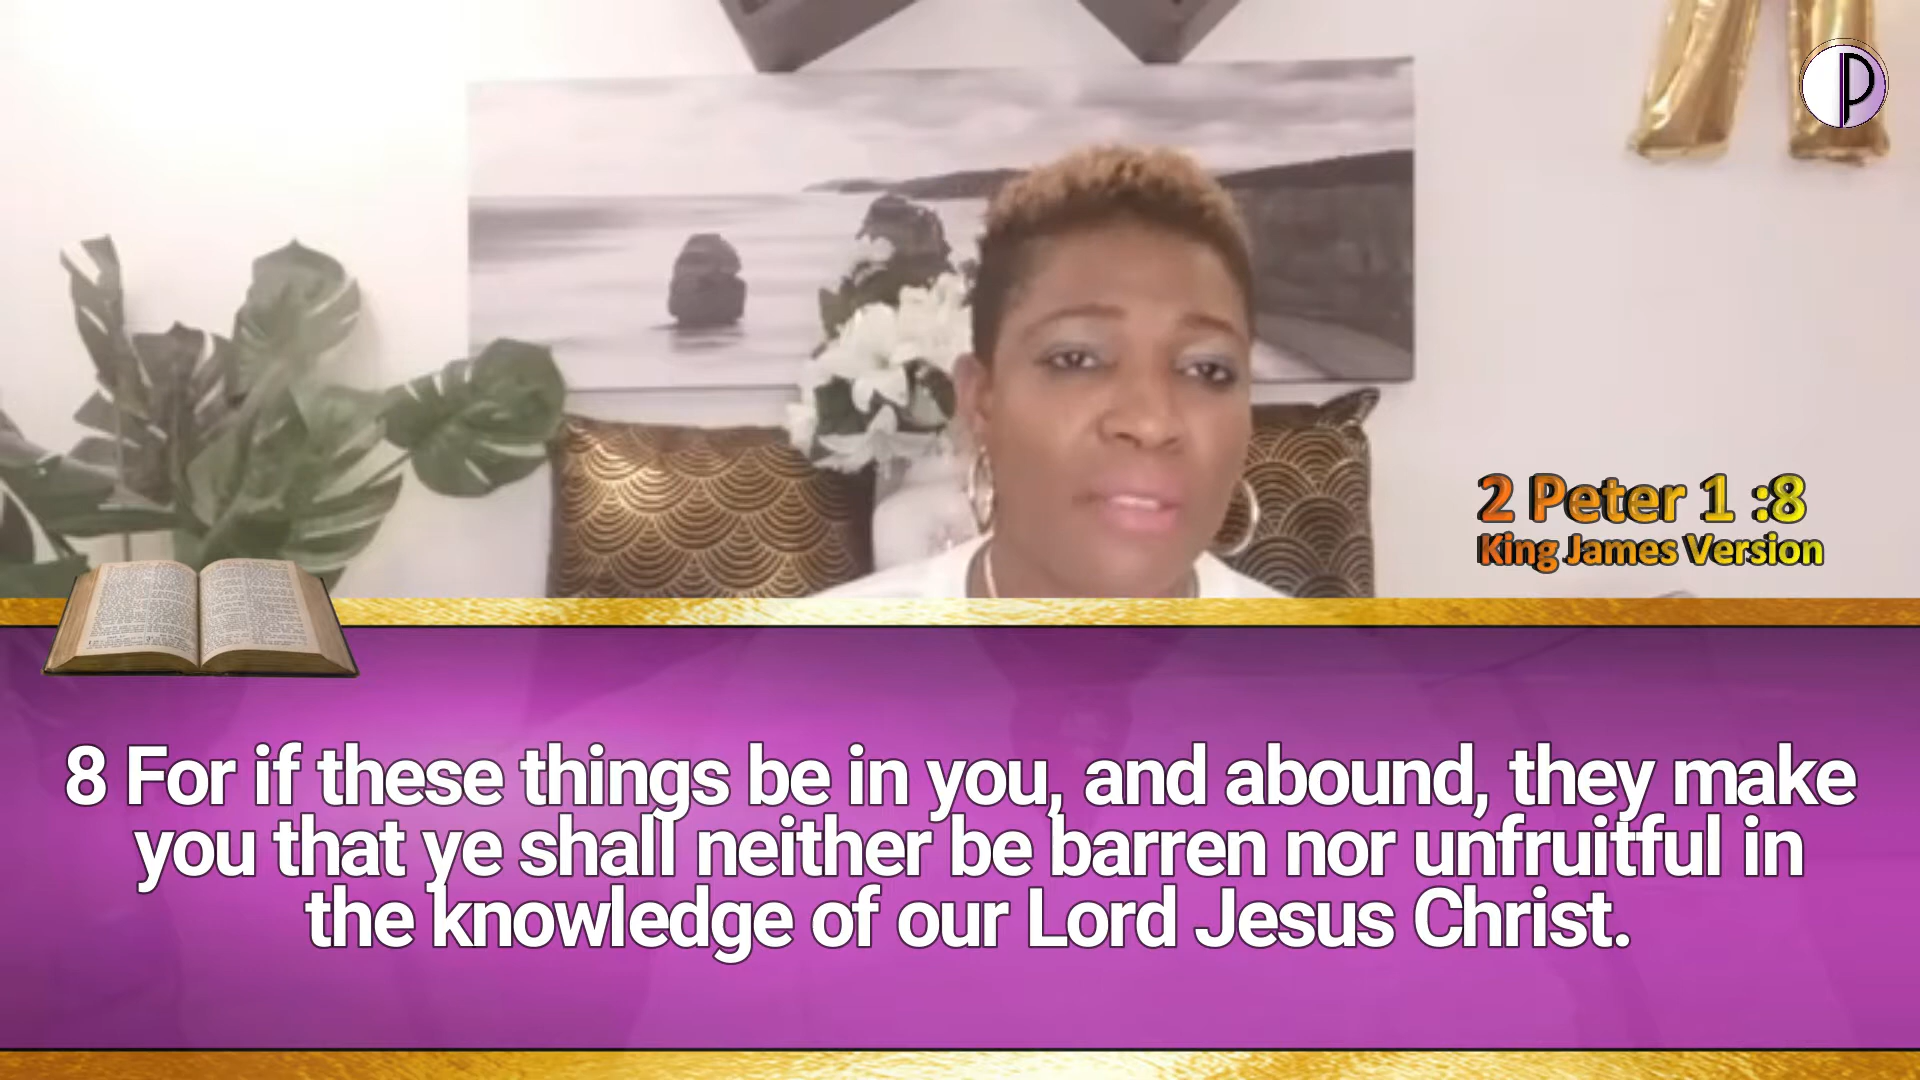 P
2 Peter 1 :8
King James Version
8 For if these things be in you, and abound, they make
you that ye shall neither be barren nor unfruitful in
the knowledge of our Lord Jesus Christ.